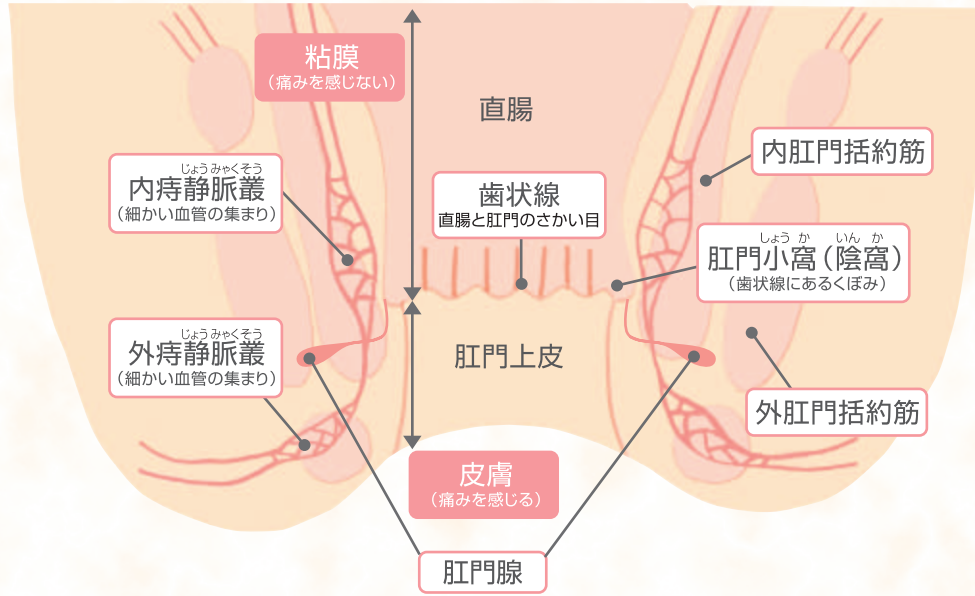 粘膜
（痛みを感じない）
直腸
内肛門括約筋
じょうみゃくそう
内痔静脈叢
（細かい血管の集まり）
歯状線
直腸と肛門のさかい目
しょう か いん か
肛門小窩（陰窩）
（歯状線にあるくぼみ）
じょうみゃくそう
外痔静脈叢
（細かい血管の集まり）
肛門上皮
外肛門括約筋
皮膚
（痛みを感じる）
肛門腺